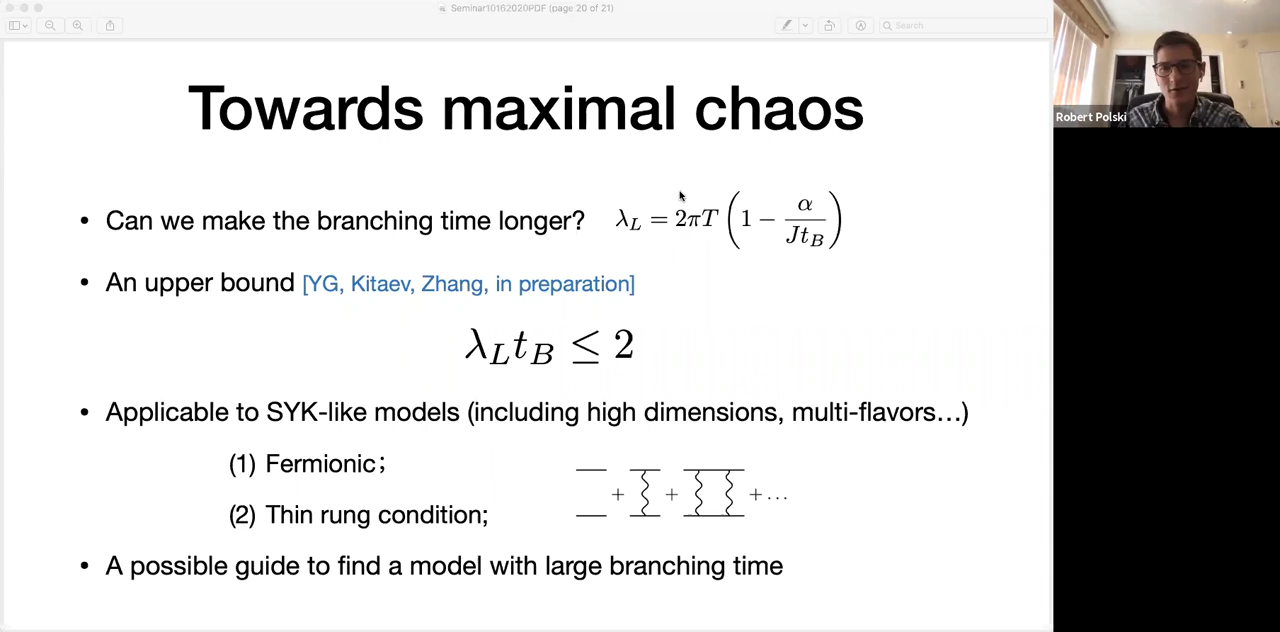 Seminar10162020PDF (page 20 of 21)
Search
Robert Polski
Towards maximal chaos
• Can we make the branching time longer? λ_L = 2πT (1 − α/(Jt_B))
• An upper bound [YG, Kitaev, Zhang, in preparation]
λ_L t_B ≤ 2
• Applicable to SYK-like models (including high dimensions, multi-flavors…)
(1) Fermionic;
(2) Thin rung condition;
+ + + ...
• A possible guide to find a model with large branching time